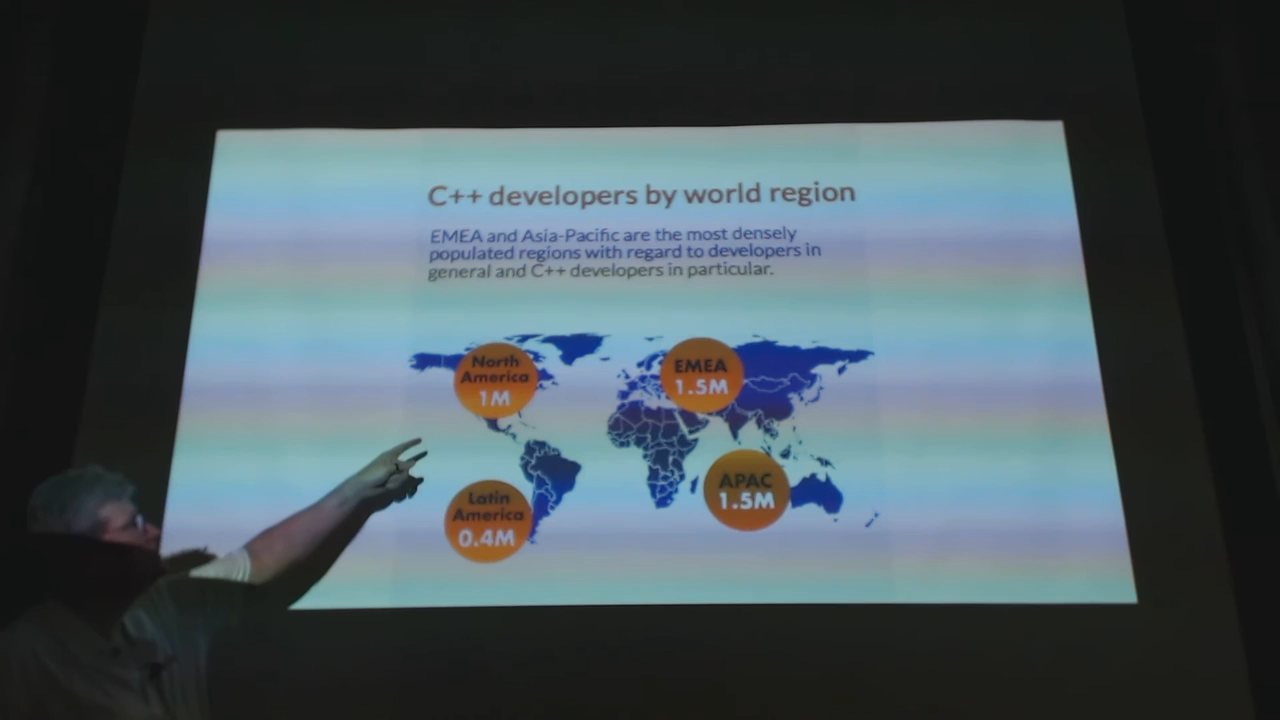 C++ developers by world region
EMEA and Asia-Pacific are the most densely
populated regions with regard to developers in
general and C++ developers in particular.
North
America
1M
EMEA
1.5M
Latin
America
0.4M
APAC
1.5M